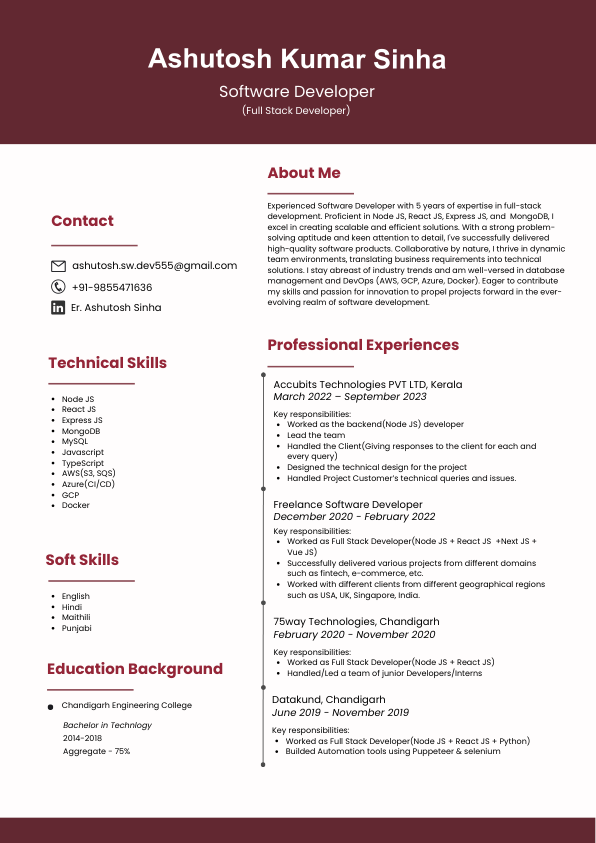 Ashutosh Kumar Sinha
Software Developer
(Full Stack Developer)
Contact
ashutosh.sw.dev555@gmail.com
+91-9855471636
in Er. Ashutosh Sinha
Technical Skills
• Node JS
• React JS
• Express JS
• MongoDB
• MySQL
• Javascript
• TypeScript
• AWS(S3, SQS)
• Azure(CI/CD)
• GCP
• Docker
Soft Skills
• English
• Hindi
• Maithili
• Punjabi
Education Background
• Chandigarh Engineering College
Bachelor in Technlogy
2014-2018
Aggregate - 75%
About Me
Experienced Software Developer with 5 years of expertise in full-stack
development. Proficient in Node JS, React JS, Express JS, and MongoDB, I
excel in creating scalable and efficient solutions. With a strong problem-
solving aptitude and keen attention to detail, I've successfully delivered
high-quality software products. Collaborative by nature, I thrive in dynamic
team environments, translating business requirements into technical
solutions. I stay abreast of industry trends and am well-versed in database
management and DevOps (AWS, GCP, Azure, Docker). Eager to contribute
my skills and passion for innovation to propel projects forward in the ever-
evolving realm of software development.
Professional Experiences
Accubits Technologies PVT LTD, Kerala
March 2022 – September 2023
Key responsibilities:
• Worked as the backend(Node JS) developer
• Lead the team
• Handled the Client(Giving responses to the client for each and
every query)
• Designed the technical design for the project
• Handled Project Customer's technical queries and issues.
Freelance Software Developer
December 2020 - February 2022
Key responsibilities:
• Worked as Full Stack Developer(Node JS + React JS +Next JS +
Vue JS)
• Successfully delivered various projects from different domains
such as fintech, e-commerce, etc.
• Worked with different clients from different geographical regions
such as USA, UK, Singapore, India.
75way Technologies, Chandigarh
February 2020 - November 2020
Key responsibilities:
• Worked as Full Stack Developer(Node JS + React JS)
• Handled/Led a team of junior Developers/Interns
Datakund, Chandigarh
June 2019 - November 2019
Key responsibilities:
• Worked as Full Stack Developer(Node JS + React JS + Python)
• Builded Automation tools using Puppeteer & selenium